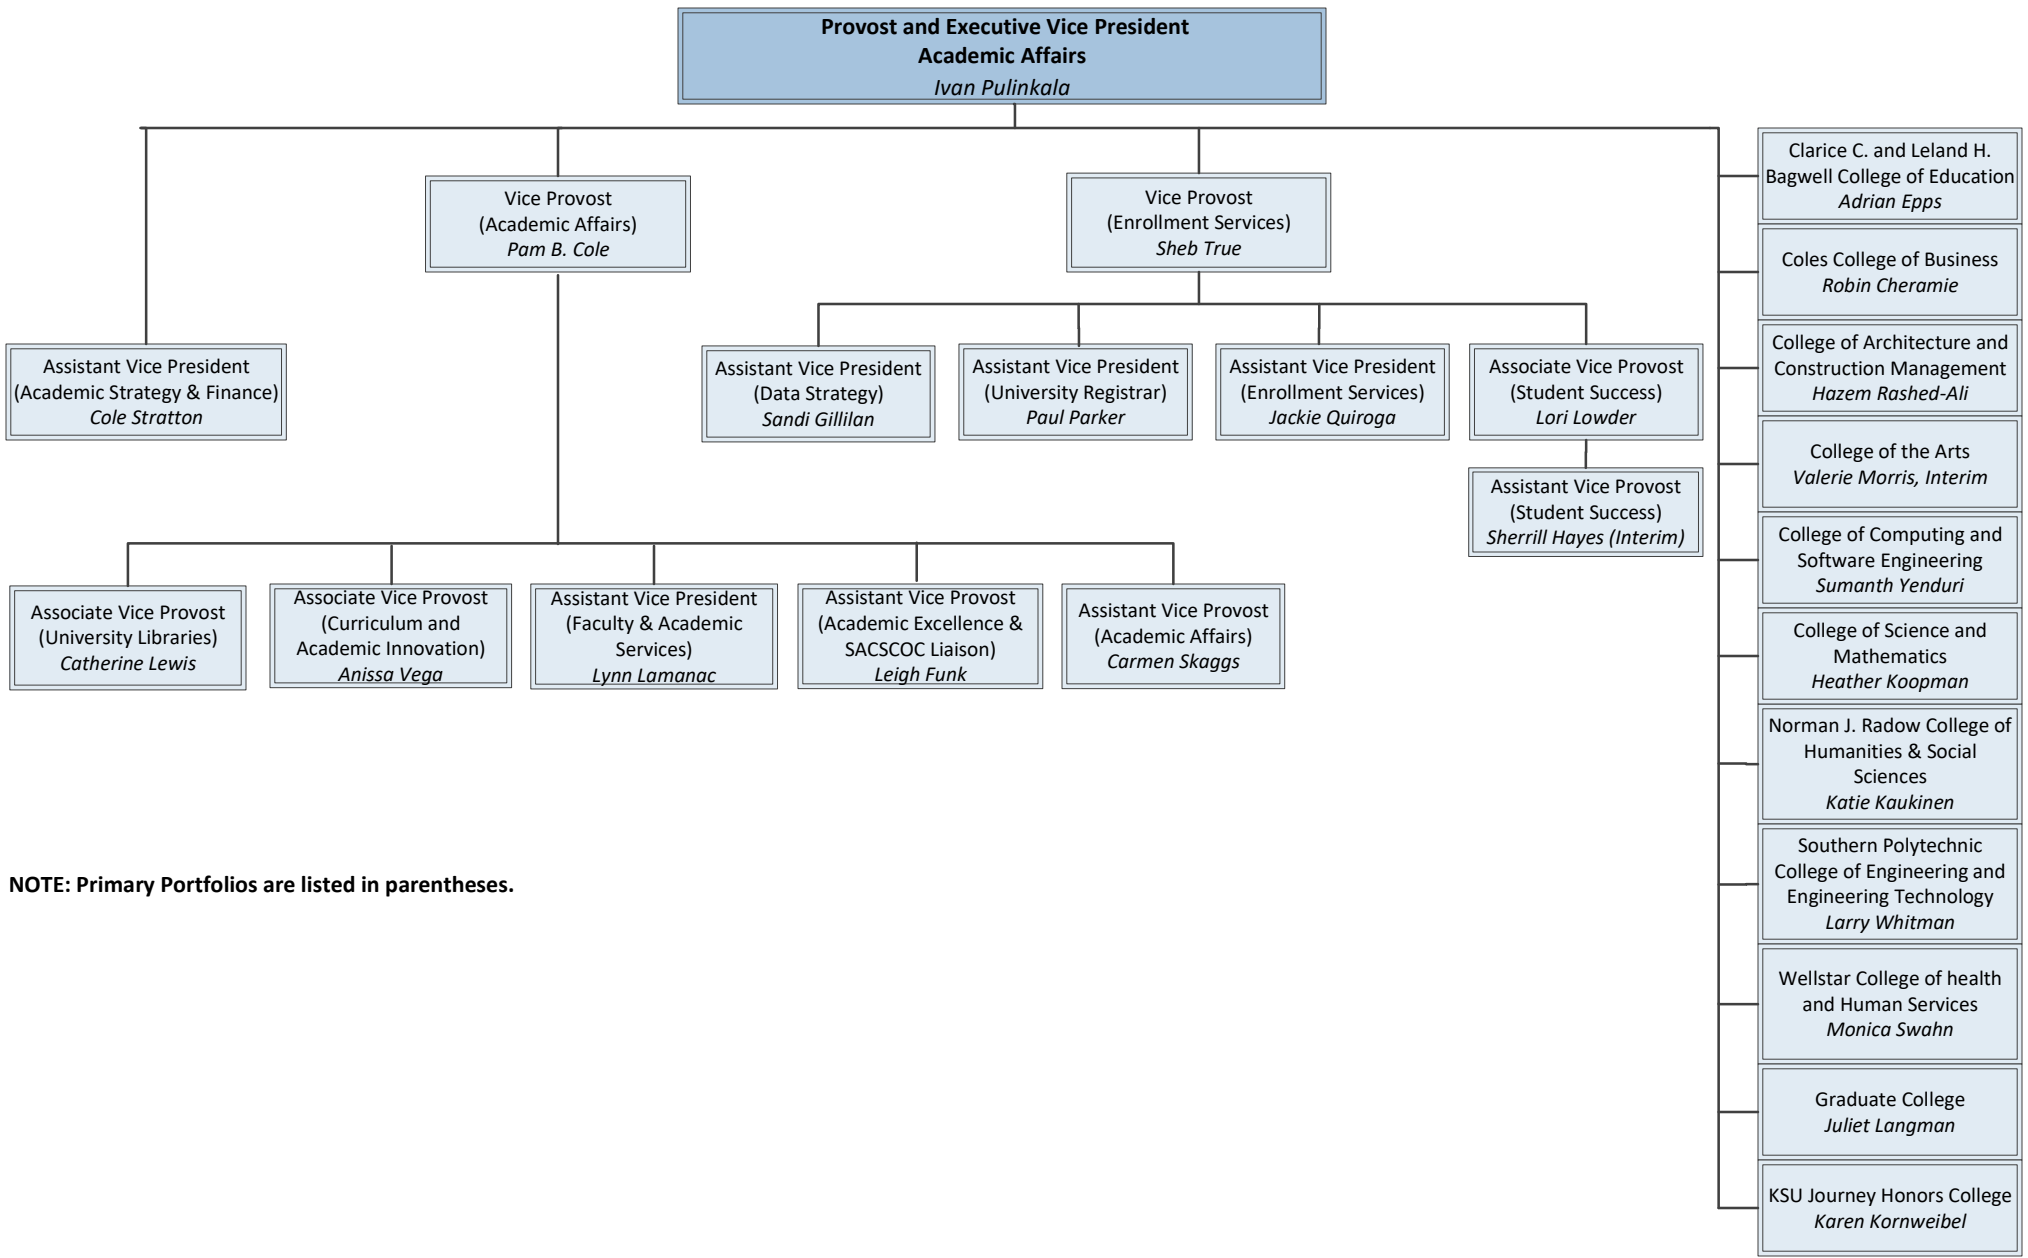 Provost and Executive Vice President
Academic Affairs
Ivan Pulinkala
Vice Provost
(Academic Affairs)
Pam B. Cole
Vice Provost
(Enrollment Services)
Sheb True
Assistant Vice President
(Academic Strategy & Finance)
Cole Stratton
Assistant Vice President
(Data Strategy)
Sandi Gillilan
Assistant Vice President
(University Registrar)
Paul Parker
Assistant Vice President
(Enrollment Services)
Jackie Quiroga
Associate Vice Provost
(Student Success)
Lori Lowder
Assistant Vice Provost
(Student Success)
Sherrill Hayes (Interim)
Associate Vice Provost
(University Libraries)
Catherine Lewis
Associate Vice Provost
(Curriculum and
Academic Innovation)
Anissa Vega
Assistant Vice President
(Faculty & Academic
Services)
Lynn Lamanac
Assistant Vice Provost
(Academic Excellence &
SACSCOC Liaison)
Leigh Funk
Assistant Vice Provost
(Academic Affairs)
Carmen Skaggs
Clarice C. and Leland H.
Bagwell College of Education
Adrian Epps
Coles College of Business
Robin Cheramie
College of Architecture and
Construction Management
Hazem Rashed-Ali
College of the Arts
Valerie Morris, Interim
College of Computing and
Software Engineering
Sumanth Yenduri
College of Science and
Mathematics
Heather Koopman
Norman J. Radow College of
Humanities & Social
Sciences
Katie Kaukinen
Southern Polytechnic
College of Engineering and
Engineering Technology
Larry Whitman
Wellstar College of health
and Human Services
Monica Swahn
Graduate College
Juliet Langman
KSU Journey Honors College
Karen Kornweibel
NOTE: Primary Portfolios are listed in parentheses.